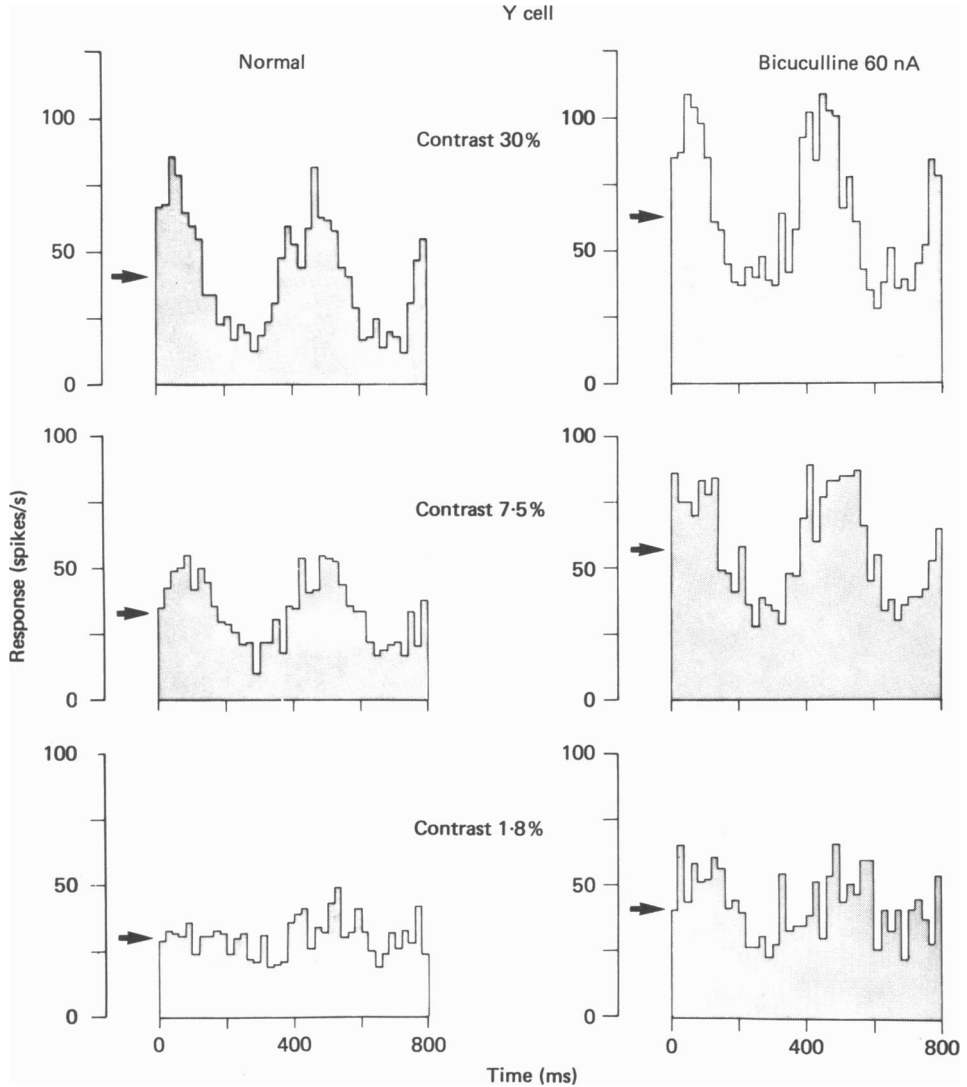 Y cell
Normal
Bicuculline 60 nA
100
50
0
Contrast 30%
100
50
0
100
50
0
Contrast 7·5%
100
50
0
Response (spikes/s)
100
50
0
Contrast 1·8%
100
50
0
0 400 800
0 400 800
Time (ms)